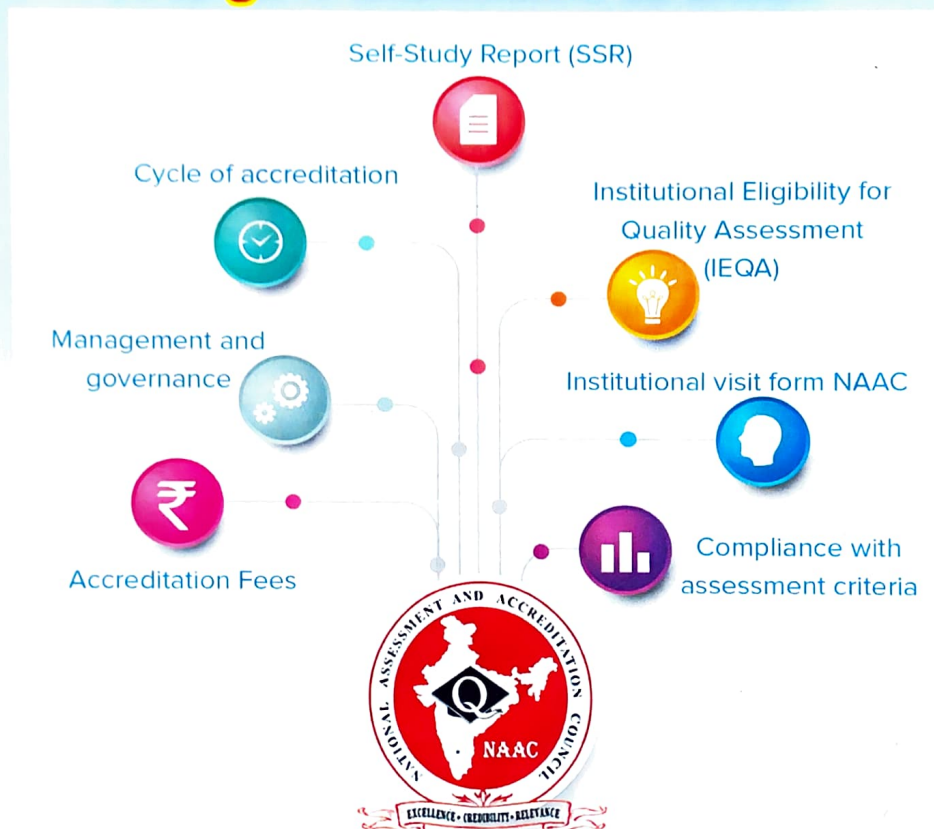 Self-Study Report (SSR)
Cycle of accreditation
Institutional Eligibility for
Quality Assessment
(IEQA)
Management and
governance
Institutional visit form NAAC
₹
Accreditation Fees
Compliance with
assessment criteria
NATIONAL ASSESSMENT AND ACCREDITATION COUNCIL
Q
NAAC
EXCELLENCE • CREDIBILITY • RELEVANCE